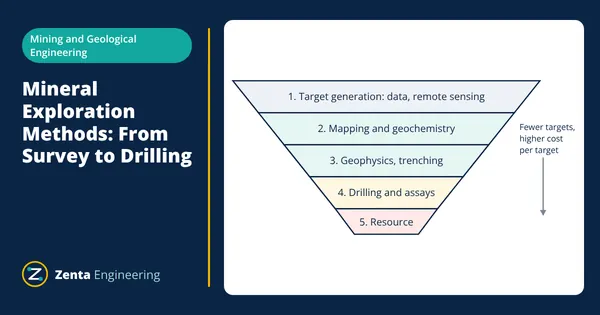 Mining and Geological
Engineering
Mineral
Exploration
Methods: From
Survey to Drilling
Zenta Engineering
1. Target generation: data, remote sensing
2. Mapping and geochemistry
3. Geophysics, trenching
4. Drilling and assays
5. Resource
Fewer targets,
higher cost
per target